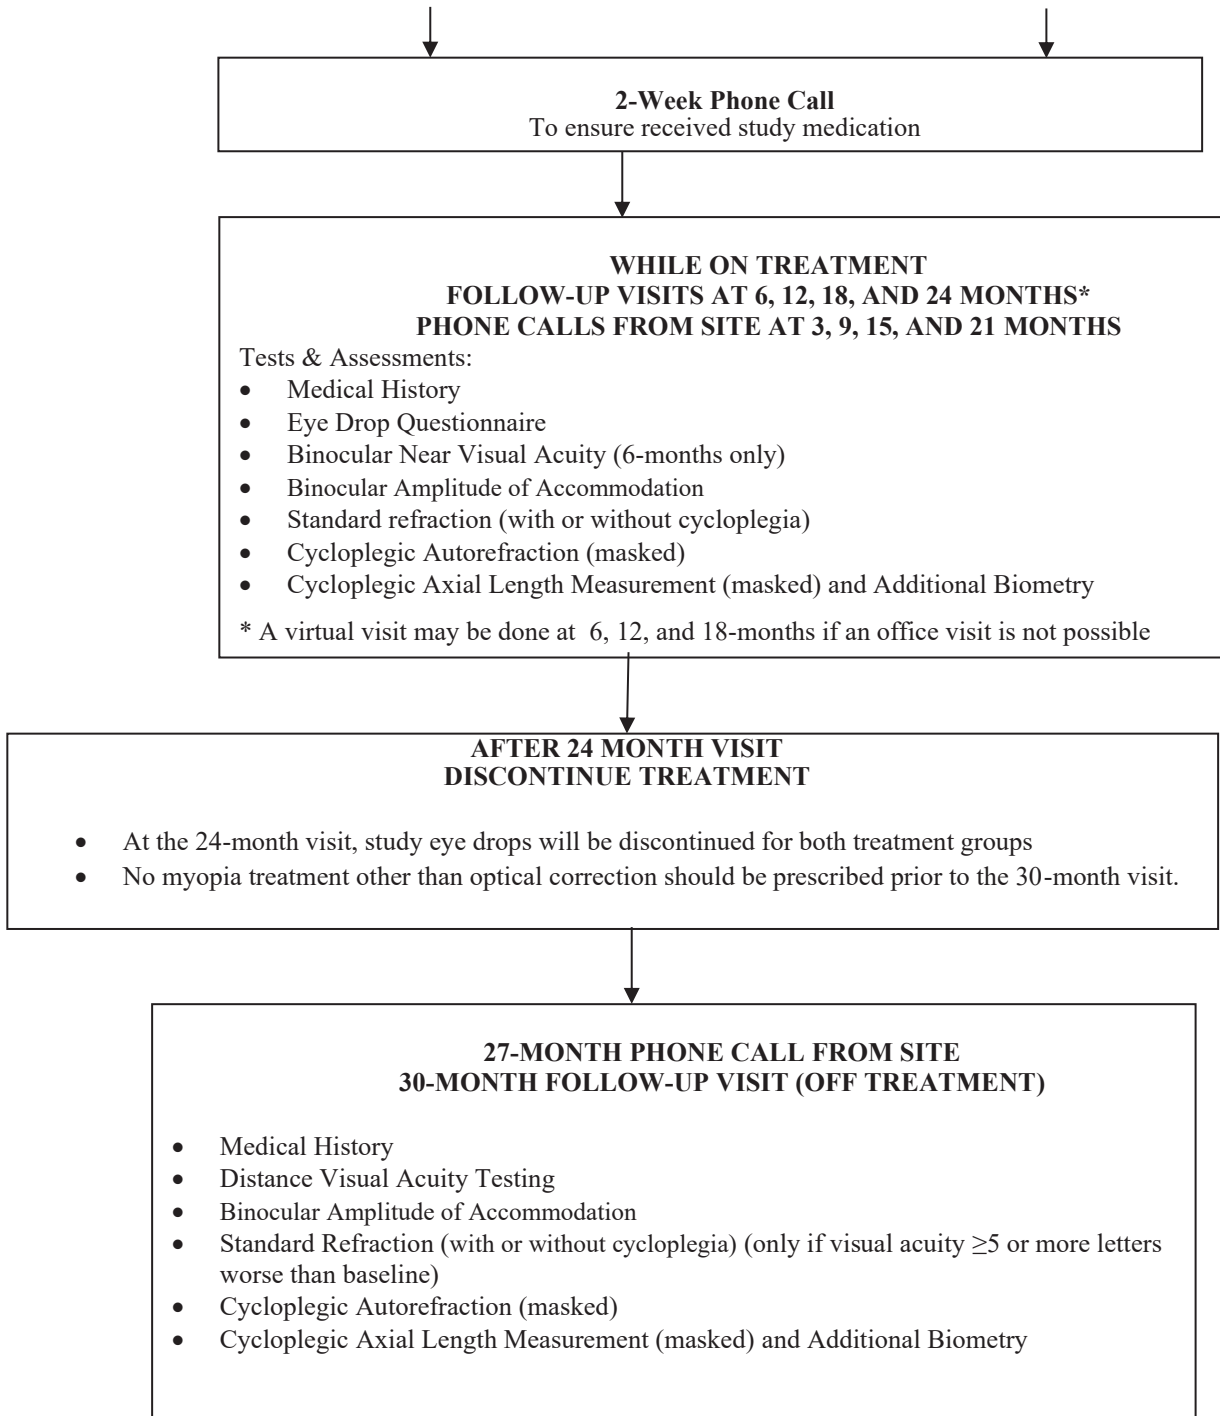 2-Week Phone Call
To ensure received study medication
WHILE ON TREATMENT
FOLLOW-UP VISITS AT 6, 12, 18, AND 24 MONTHS*
PHONE CALLS FROM SITE AT 3, 9, 15, AND 21 MONTHS
Tests & Assessments:
• Medical History
• Eye Drop Questionnaire
• Binocular Near Visual Acuity (6-months only)
• Binocular Amplitude of Accommodation
• Standard refraction (with or without cycloplegia)
• Cycloplegic Autorefraction (masked)
• Cycloplegic Axial Length Measurement (masked) and Additional Biometry
* A virtual visit may be done at 6, 12, and 18-months if an office visit is not possible
AFTER 24 MONTH VISIT
DISCONTINUE TREATMENT
• At the 24-month visit, study eye drops will be discontinued for both treatment groups
• No myopia treatment other than optical correction should be prescribed prior to the 30-month visit.
27-MONTH PHONE CALL FROM SITE
30-MONTH FOLLOW-UP VISIT (OFF TREATMENT)
• Medical History
• Distance Visual Acuity Testing
• Binocular Amplitude of Accommodation
• Standard Refraction (with or without cycloplegia) (only if visual acuity ≥5 or more letters
worse than baseline)
• Cycloplegic Autorefraction (masked)
• Cycloplegic Axial Length Measurement (masked) and Additional Biometry